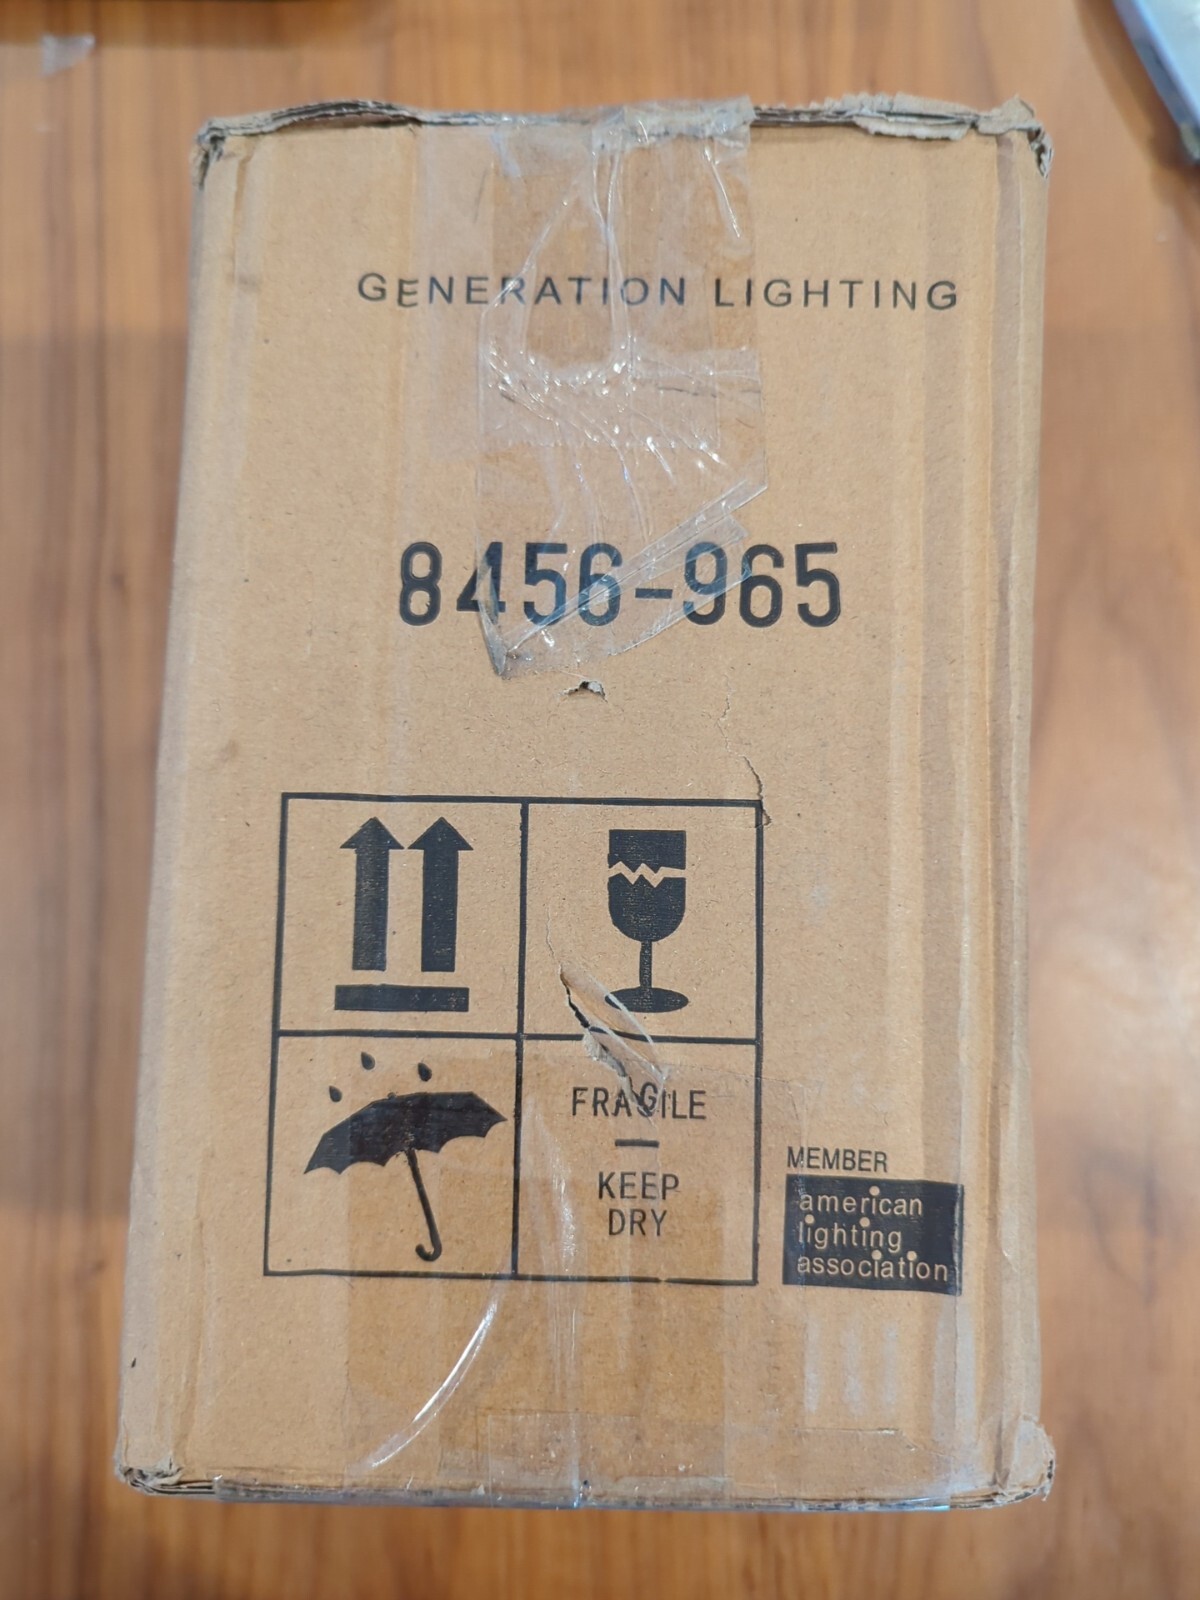 GENERATION LIGHTING
8456-965
FRAGILE
—
KEEP
DRY
MEMBER
american
lighting
association